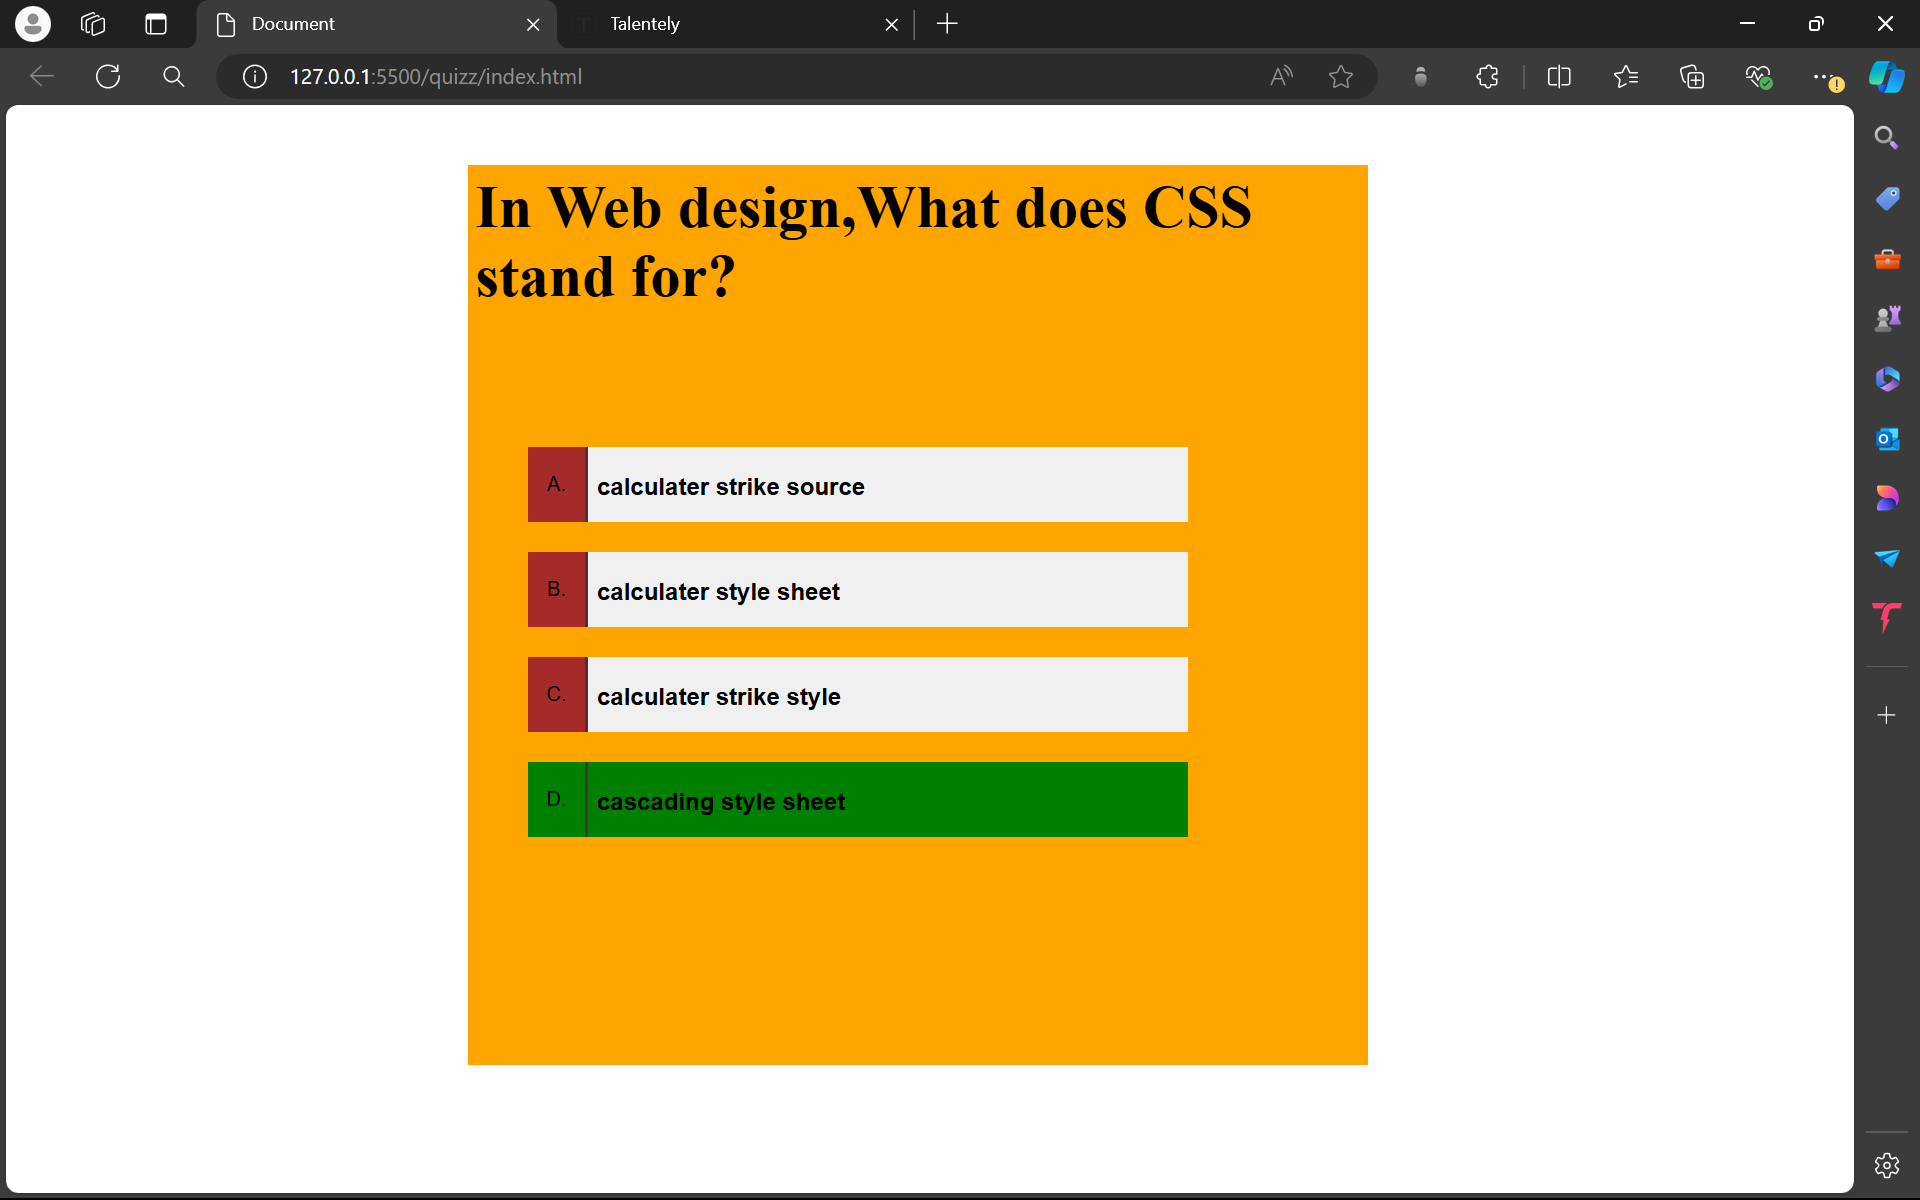 Document
Talentely
127.0.0.1:5500/quizz/index.html
In Web design,What does CSS
stand for?
A. calculater strike source
B. calculater style sheet
C. calculater strike style
D. cascading style sheet